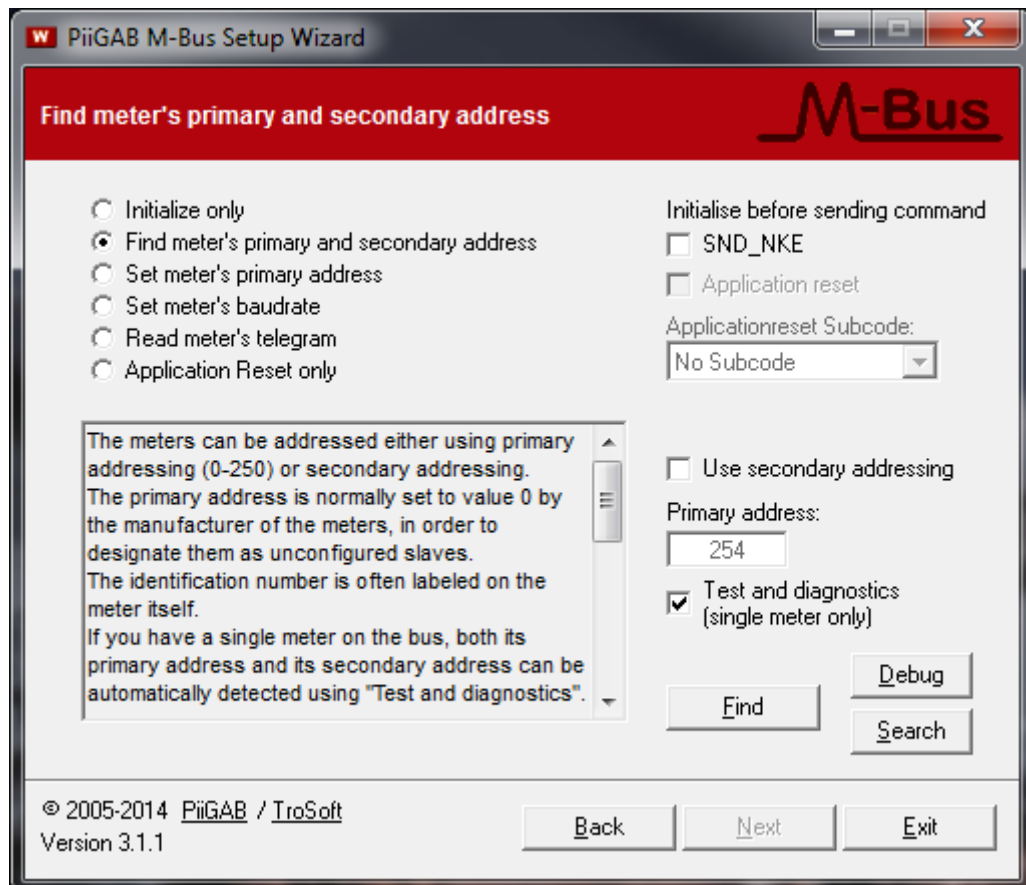 PiiGAB M-Bus Setup Wizard
Find meter's primary and secondary address
M-Bus
Initialize only
Find meter's primary and secondary address
Set meter's primary address
Set meter's baudrate
Read meter's telegram
Application Reset only
Initialise before sending command
SND_NKE
Application reset
Applicationreset Subcode:
No Subcode
The meters can be addressed either using primary
addressing (0-250) or secondary addressing.
The primary address is normally set to value 0 by
the manufacturer of the meters, in order to
designate them as unconfigured slaves.
The identification number is often labeled on the
meter itself.
If you have a single meter on the bus, both its
primary address and its secondary address can be
automatically detected using "Test and diagnostics".
Use secondary addressing
Primary address:
254
Test and diagnostics
(single meter only)
Find
Debug
Search
© 2005-2014 PiiGAB / TroSoft
Version 3.1.1
Back
Next
Exit